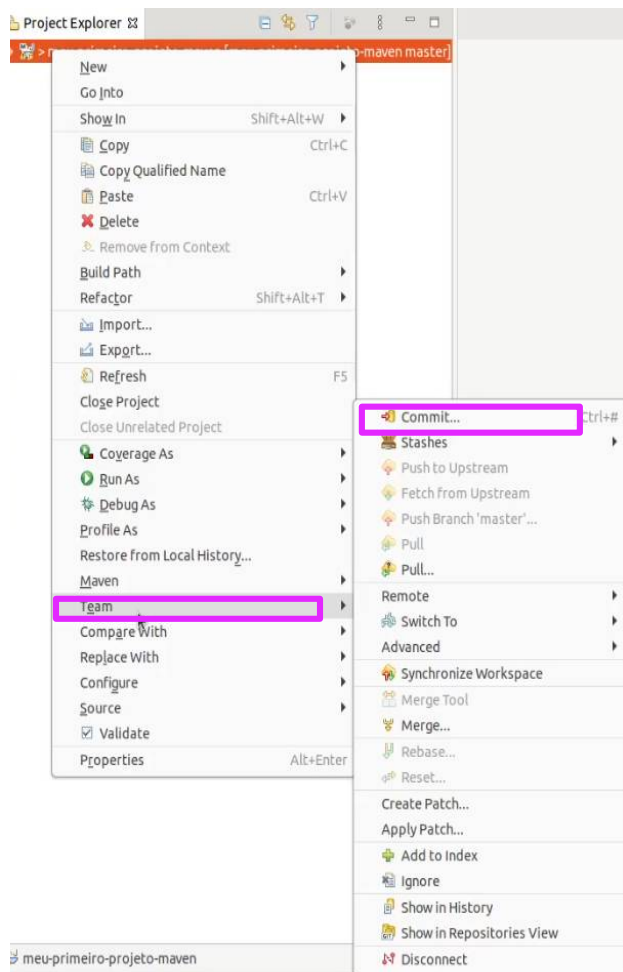 Project Explorer
-maven master]
New
Go Into
Show In Shift+Alt+W
Copy Ctrl+C
Copy Qualified Name
Paste Ctrl+V
Delete
Remove from Context
Build Path
Refactor Shift+Alt+T
Import...
Export...
Refresh F5
Close Project
Close Unrelated Project
Coverage As
Run As
Debug As
Profile As
Restore from Local History...
Maven
Team
Compare With
Replace With
Configure
Source
Validate
Properties Alt+Enter
Commit... Ctrl+#
Stashes
Push to Upstream
Fetch from Upstream
Push Branch 'master'...
Pull
Pull...
Remote
Switch To
Advanced
Synchronize Workspace
Merge Tool
Merge...
Rebase...
Reset...
Create Patch...
Apply Patch...
Add to Index
Ignore
Show in History
Show in Repositories View
Disconnect
meu-primeiro-projeto-maven